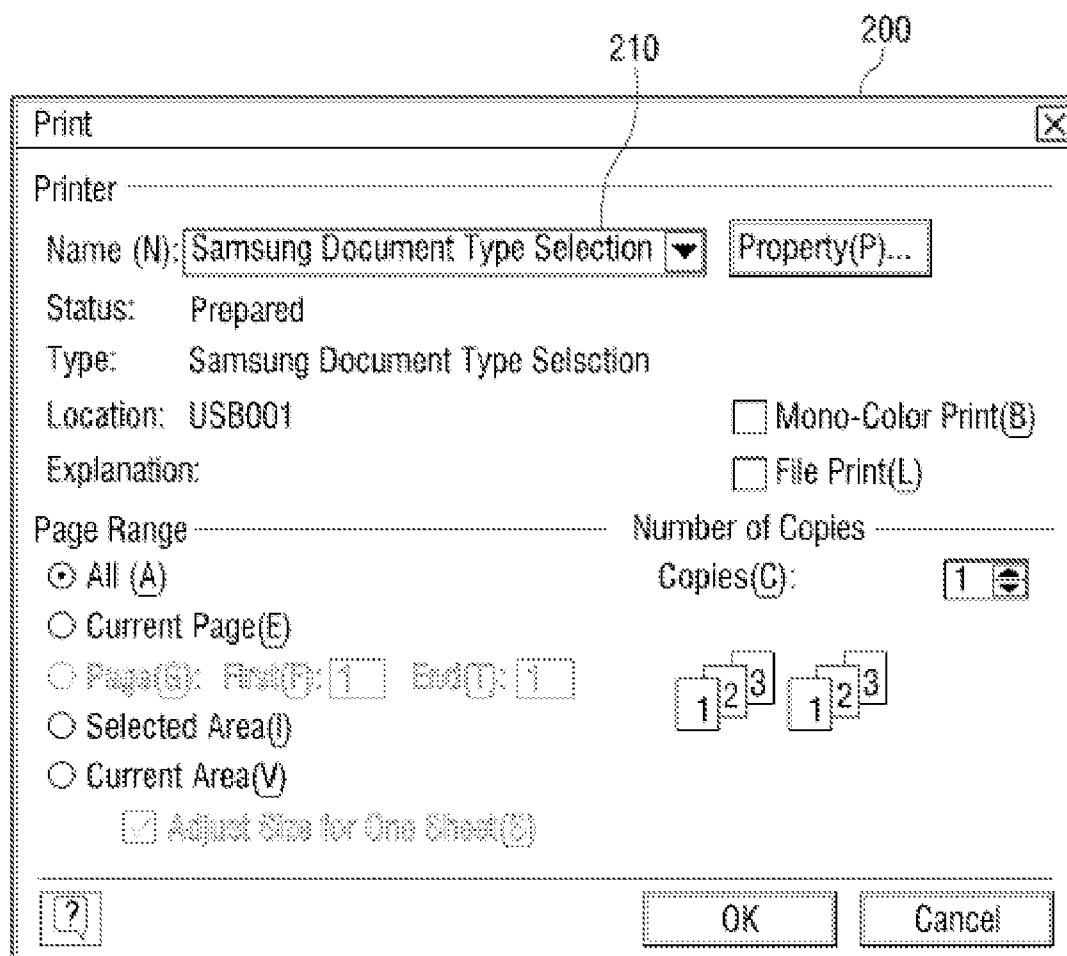 210 200
Print
Printer
Name (N): Samsung Document Type Selection Property(P)...
Status: Prepared
Type: Samsung Document Type Selsction
Location: USB001 Mono-Color Print(B)
Explanation: File Print(L)
Page Range Number of Copies
All (A) Copies(C): 1
Current Page(E)
Page(G): First(F): 1 End(T): 1
1 2 3 1 2 3
Selected Area(I)
Current Area(V)
Adjust Size for One Sheet(S)
? OK Cancel